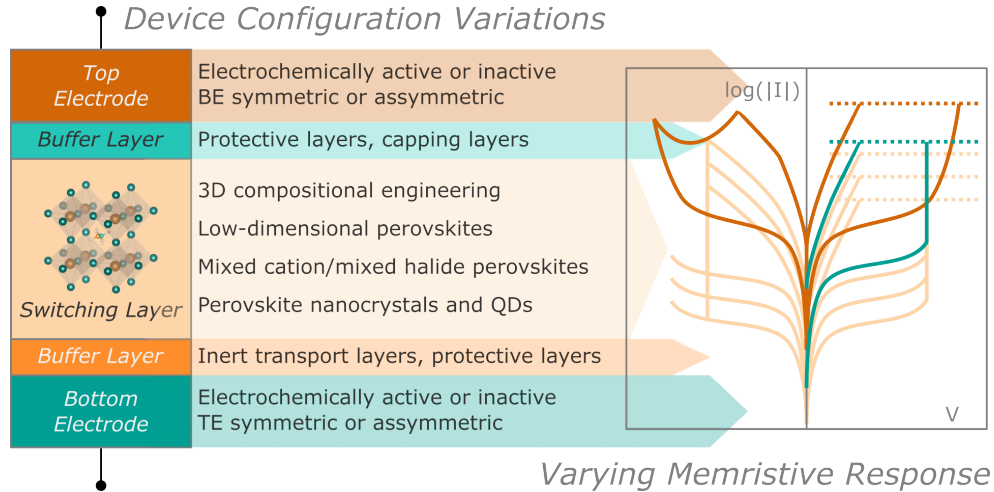 Device Configuration Variations
Top
Electrode
Electrochemically active or inactive
BE symmetric or assymmetric
Buffer Layer
Protective layers, capping layers
3D compositional engineering
Low-dimensional perovskites
Mixed cation/mixed halide perovskites
Perovskite nanocrystals and QDs
Switching Layer
Buffer Layer
Inert transport layers, protective layers
Bottom
Electrode
Electrochemically active or inactive
TE symmetric or assymmetric
log(|I|)
V
Varying Memristive Response